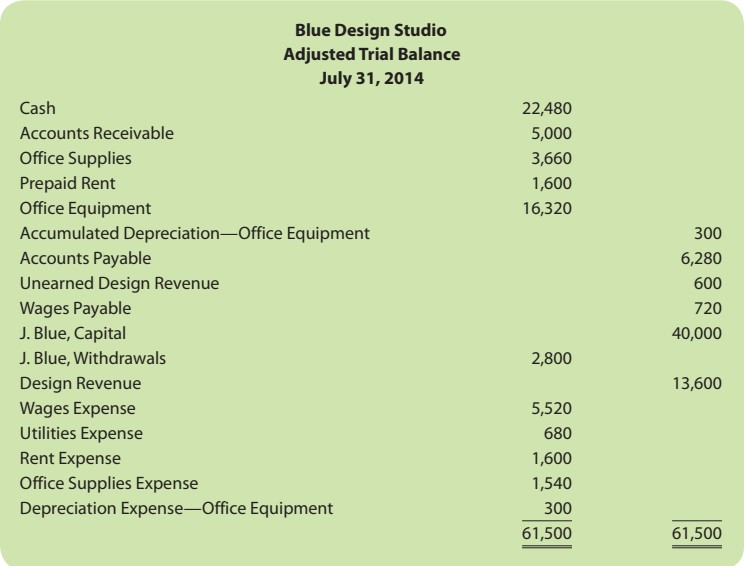 Blue Design Studio
Adjusted Trial Balance
July 31, 2014
Cash 22,480
Accounts Receivable 5,000
Office Supplies 3,660
Prepaid Rent 1,600
Office Equipment 16,320
Accumulated Depreciation—Office Equipment 300
Accounts Payable 6,280
Unearned Design Revenue 600
Wages Payable 720
J. Blue, Capital 40,000
J. Blue, Withdrawals 2,800
Design Revenue 13,600
Wages Expense 5,520
Utilities Expense 680
Rent Expense 1,600
Office Supplies Expense 1,540
Depreciation Expense—Office Equipment 300
61,500 61,500